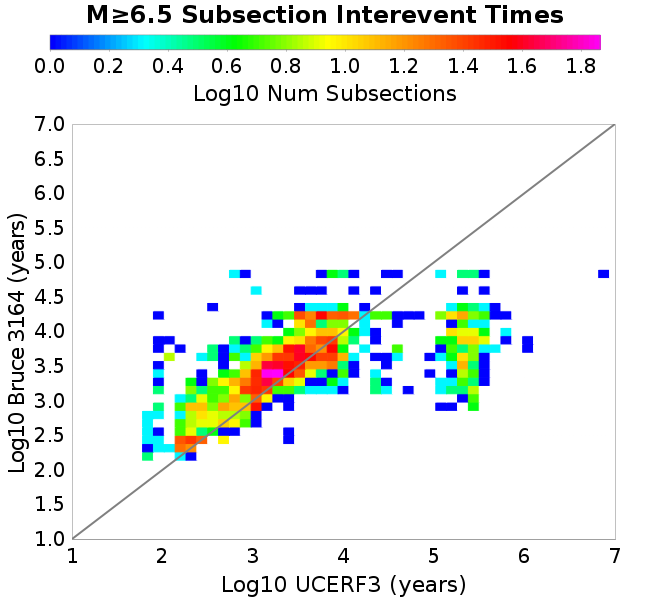 M≥6.5 Subsection Interevent Times
0.0 0.2 0.4 0.6 0.8 1.0 1.2 1.4 1.6 1.8
Log10 Num Subsections
7.0
6.5
6.0
5.5
5.0
4.5
4.0
3.5
3.0
2.5
2.0
1.5
1.0
Log10 Bruce 3164 (years)
1 2 3 4 5 6 7
Log10 UCERF3 (years)